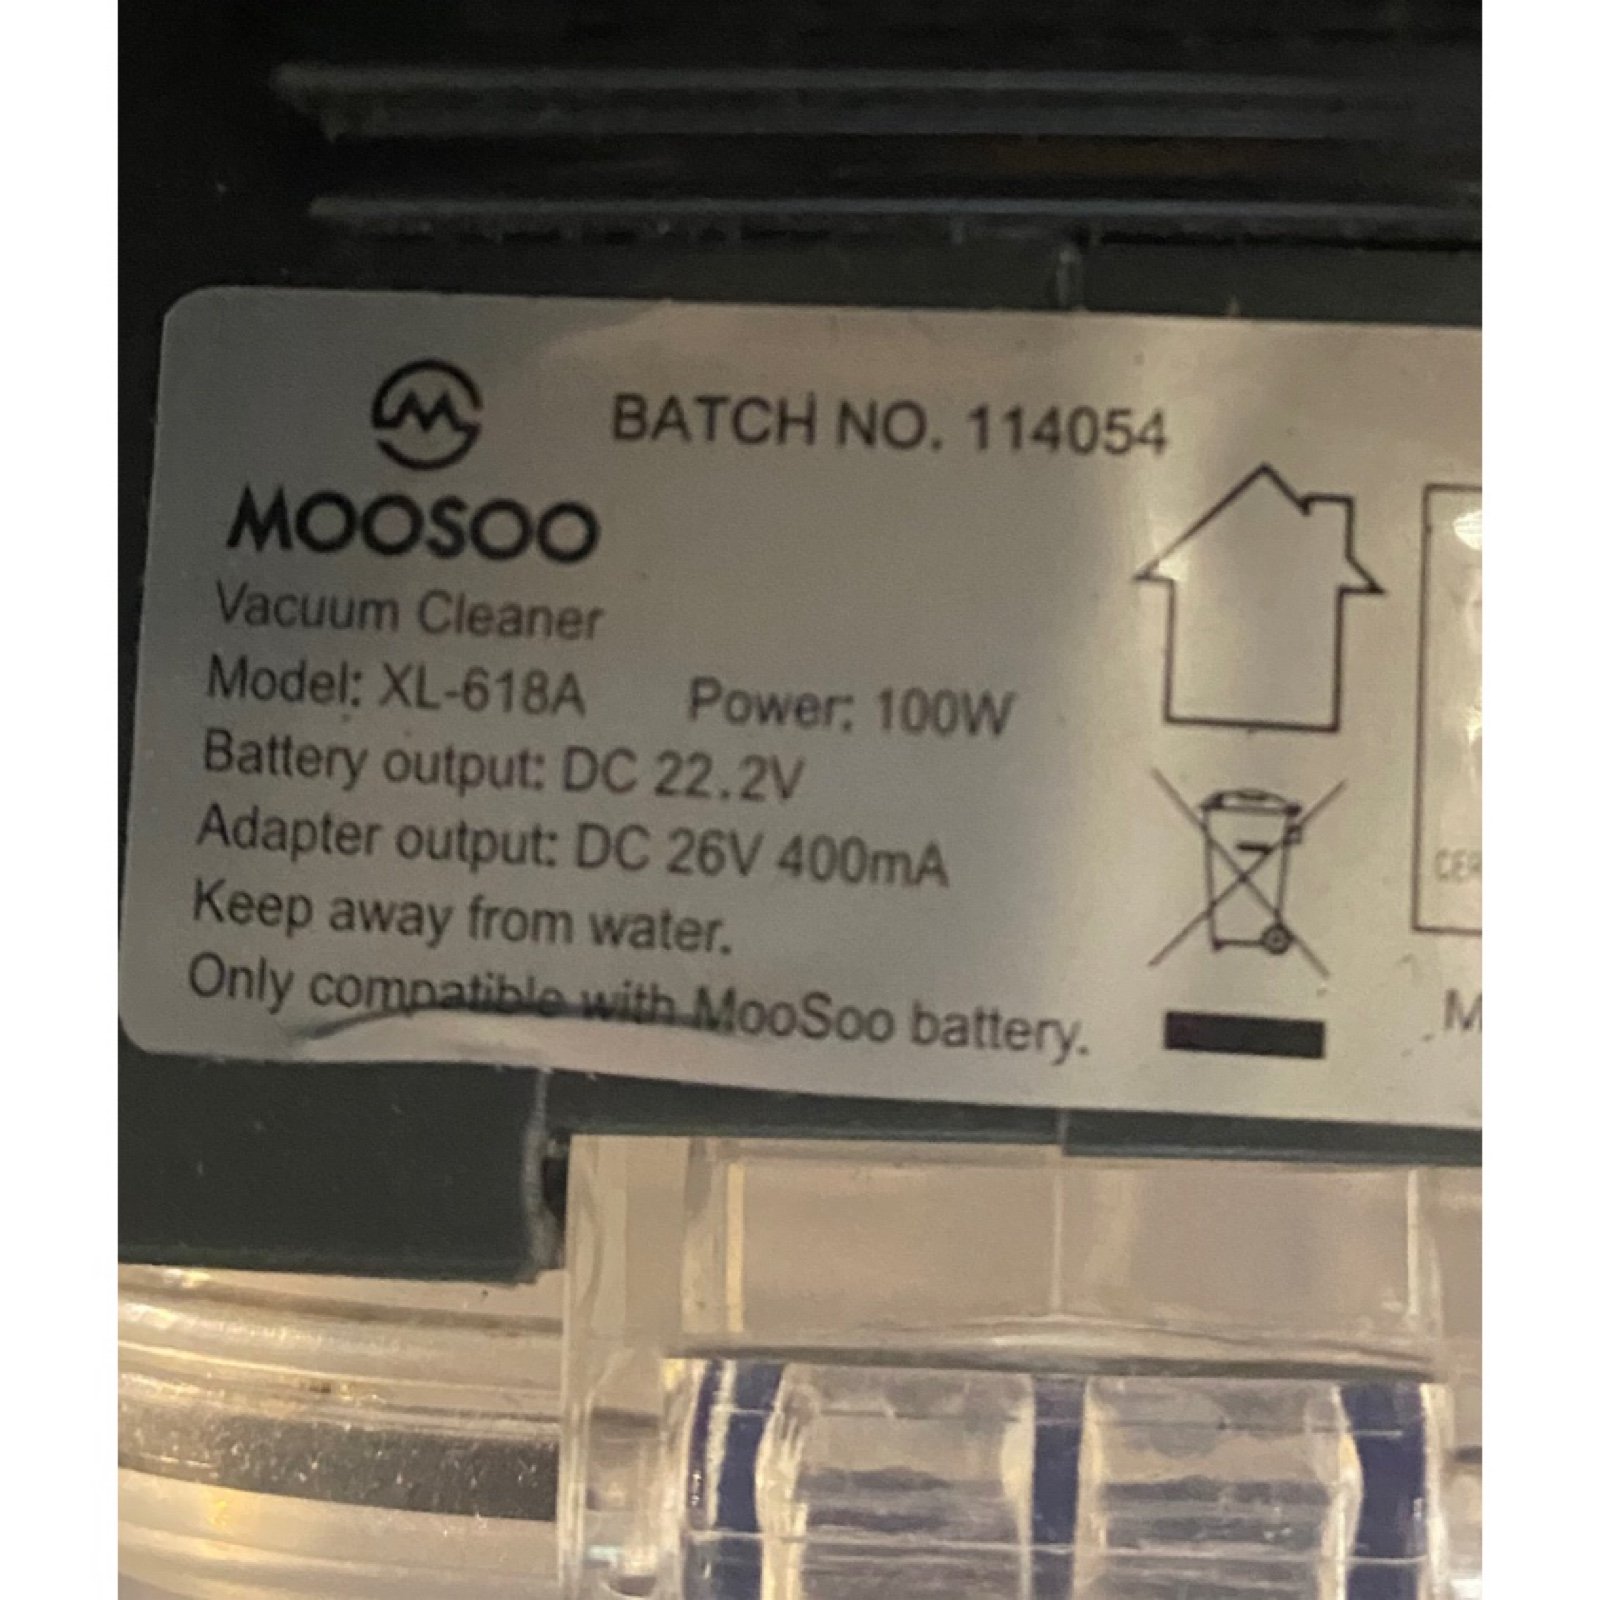 BATCH NO. 114054
MOOSOO
Vacuum Cleaner
Model: XL-618A Power: 100W
Battery output: DC 22.2V
Adapter output: DC 26V 400mA
Keep away from water.
Only compatible with MooSoo battery.